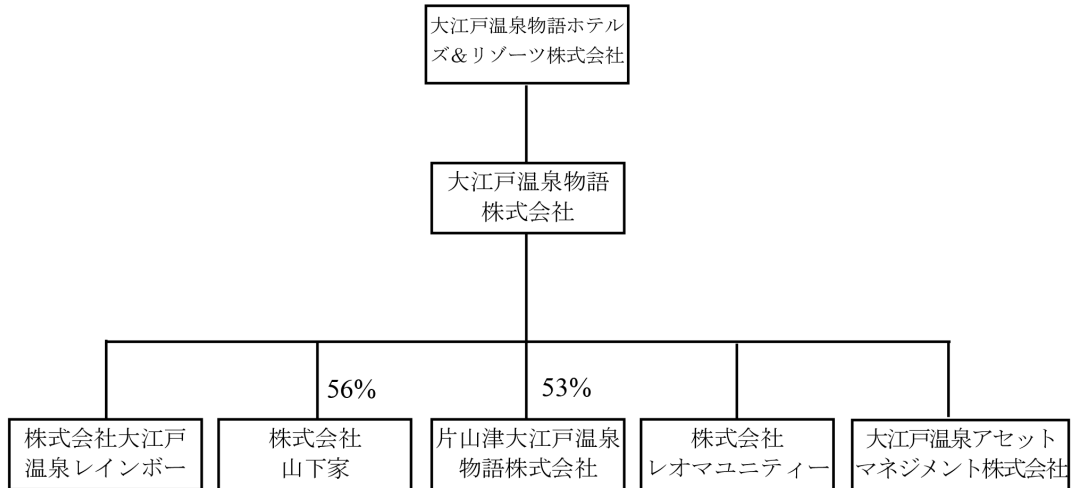 大江戸温泉物語ホテル
ズ＆リゾーツ株式会社
大江戸温泉物語
株式会社
56%
53%
株式会社大江戸
温泉レインボー
株式会社
山下家
片山津大江戸温泉
物語株式会社
株式会社
レオマユニティー
大江戸温泉アセット
マネジメント株式会社